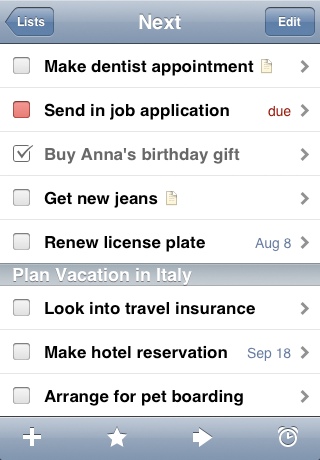 Lists
Next
Edit
Make dentist appointment
Send in job application due
Buy Anna's birthday gift
Get new jeans
Renew license plate Aug 8
Plan Vacation in Italy
Look into travel insurance
Make hotel reservation Sep 18
Arrange for pet boarding